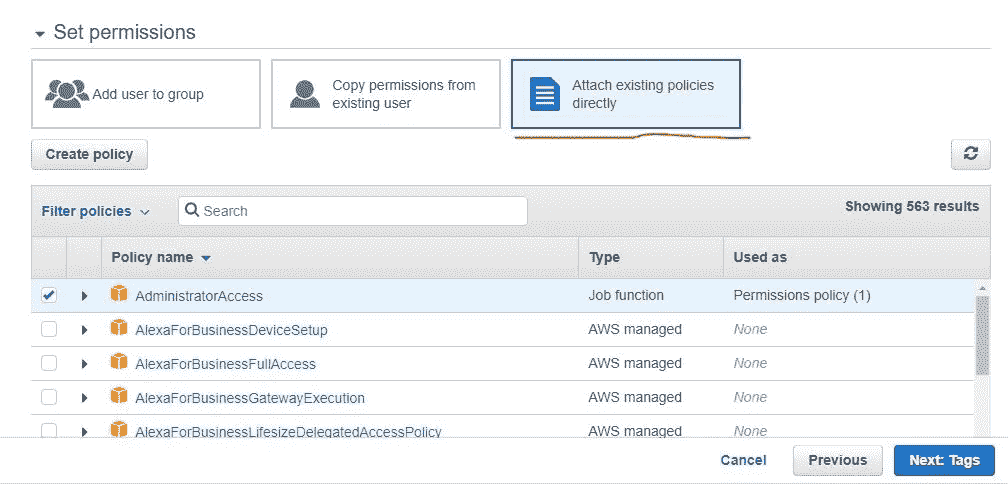 Set permissions
Add user to group
Copy permissions from
existing user
Attach existing policies
directly
Create policy
Filter policies
Search
Showing 563 results
Policy name
Type
Used as
AdministratorAccess
Job function
Permissions policy (1)
AlexaForBusinessDeviceSetup
AWS managed
None
AlexaForBusinessFullAccess
AWS managed
None
AlexaForBusinessGatewayExecution
AWS managed
None
AlexaForBusinessLifesizeDelegatedAccessPolicy
AWS managed
None
Cancel
Previous
Next: Tags